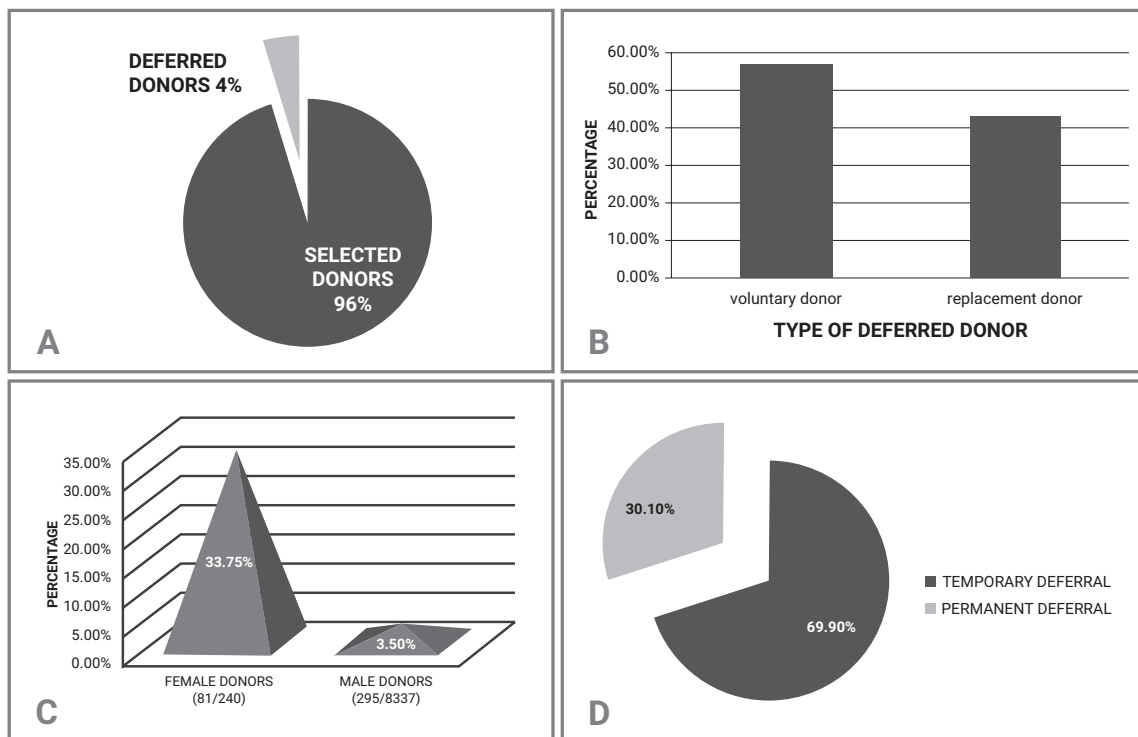 DEFERRED
DONORS 4%
SELECTED
DONORS
96%
A
60.00%
50.00%
40.00%
30.00%
20.00%
10.00%
0.00%
PERCENTAGE
voluntary donor
replacement donor
TYPE OF DEFERRED DONOR
B
35.00%
30.00%
25.00%
20.00%
15.00%
10.00%
5.00%
0.00%
PERCENTAGE
33.75%
3.50%
FEMALE DONORS
(81/240)
MALE DONORS
(295/8337)
C
30.10%
69.90%
TEMPORARY DEFERRAL
PERMANENT DEFERRAL
D